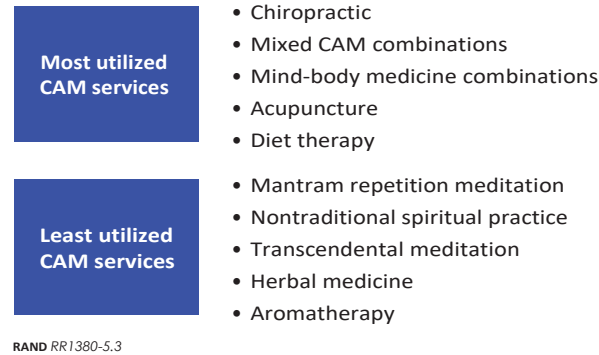 Most utilized
CAM services
• Chiropractic
• Mixed CAM combinations
• Mind-body medicine combinations
• Acupuncture
• Diet therapy
Least utilized
CAM services
• Mantram repetition meditation
• Nontraditional spiritual practice
• Transcendental meditation
• Herbal medicine
• Aromatherapy
RAND RR1380-5.3